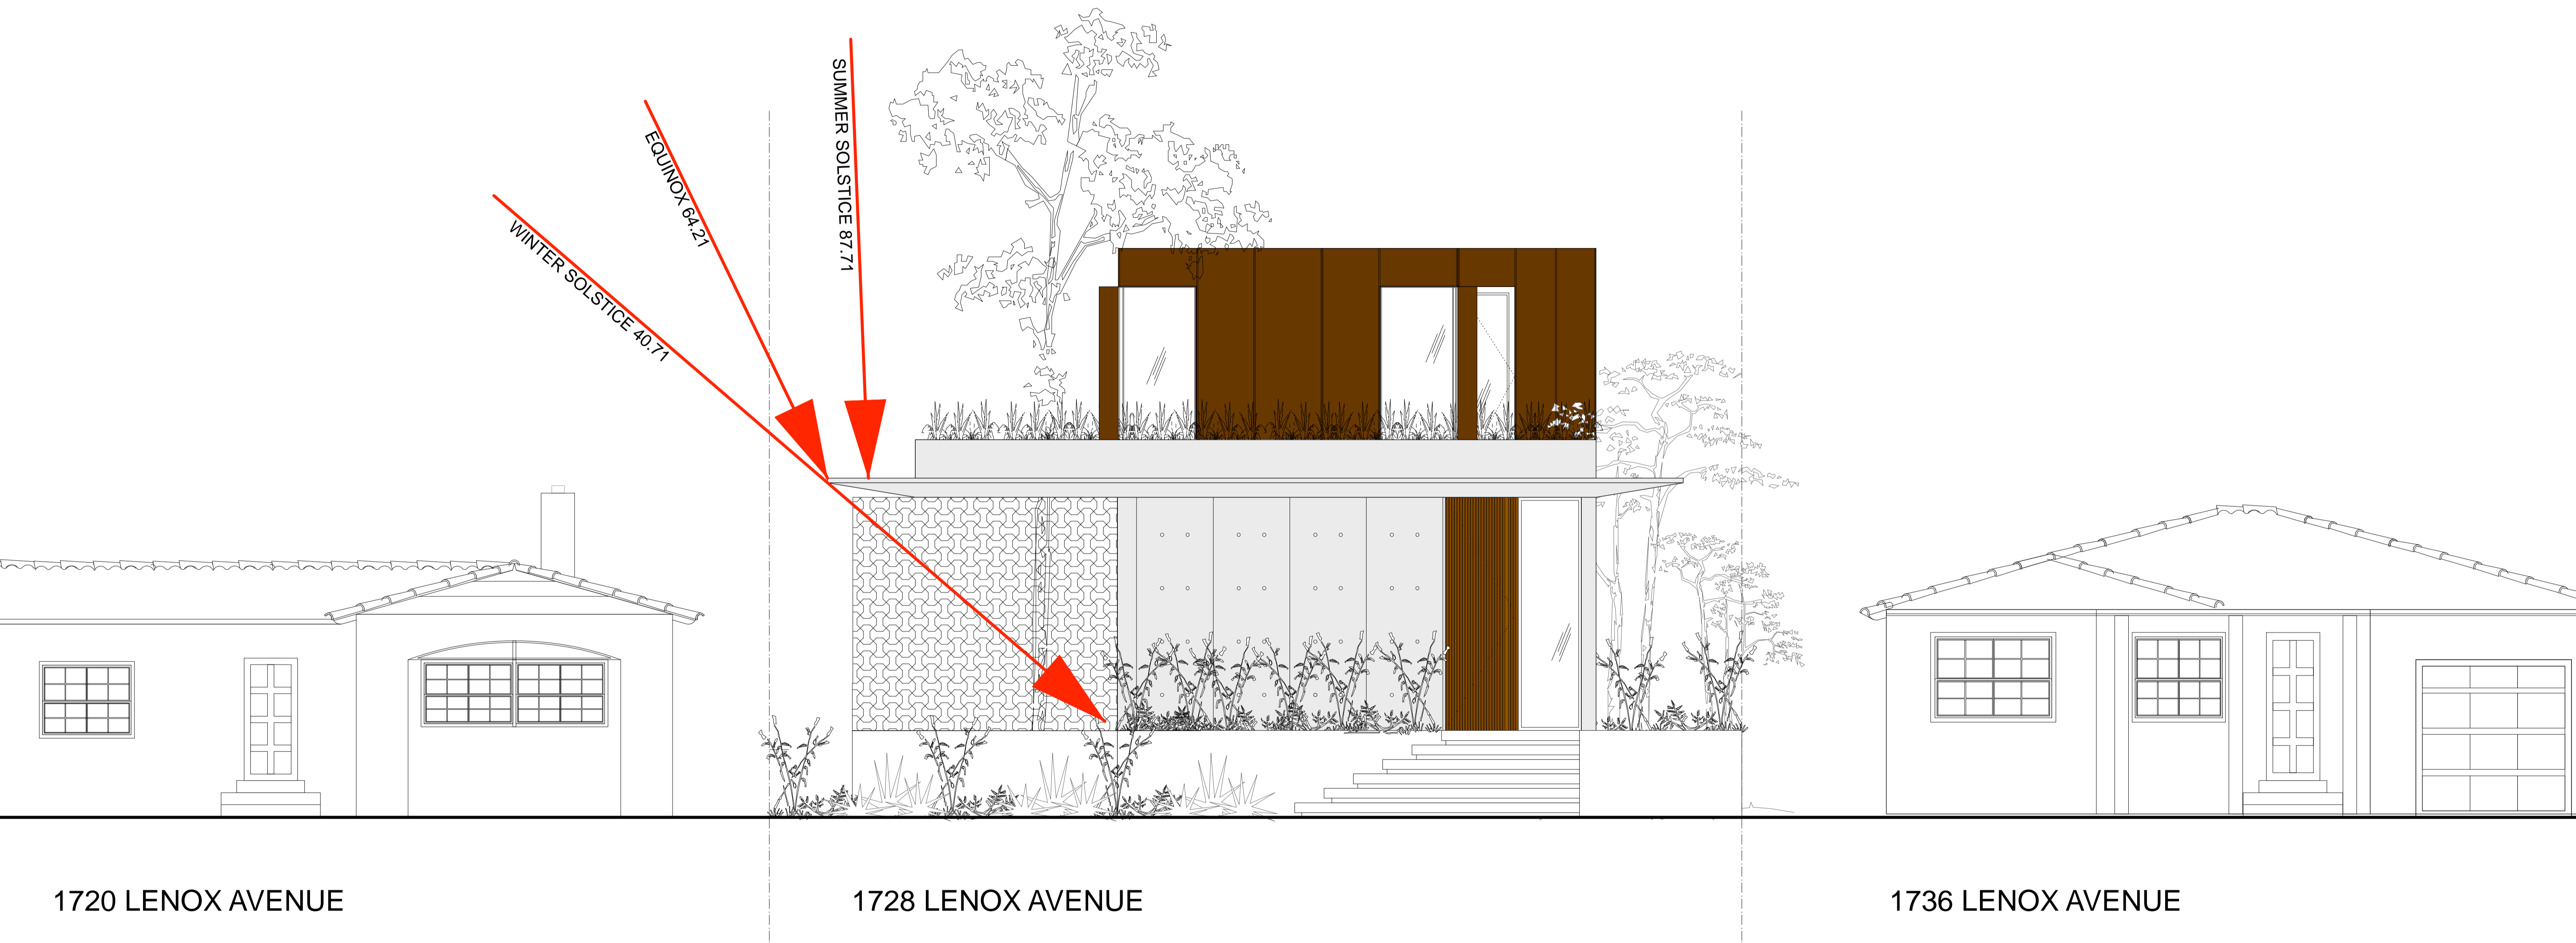 SUMMER SOLSTICE 87.71
EQUINOX 64.21
WINTER SOLSTICE 40.71
1720 LENOX AVENUE
1728 LENOX AVENUE
1736 LENOX AVENUE